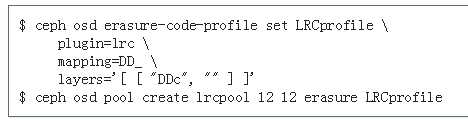 $ ceph osd erasure-code-profile set LRCprofile \
plugin=lrc \
mapping=DD_ \
layers='[ [ "DDc", "" ] ]'
$ ceph osd pool create lrcpool 12 12 erasure LRCprofile